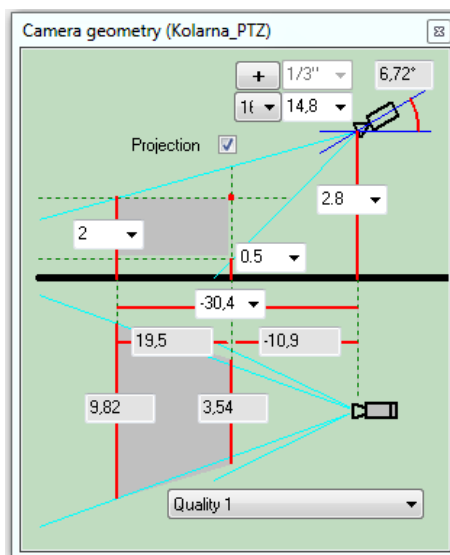 Camera geometry (Kolarna_PTZ)
+ 1/3" 6,72°
16 14,8
Projection
2.8
2
0.5
-30,4
19,5 -10,9
9,82 3,54
Quality 1